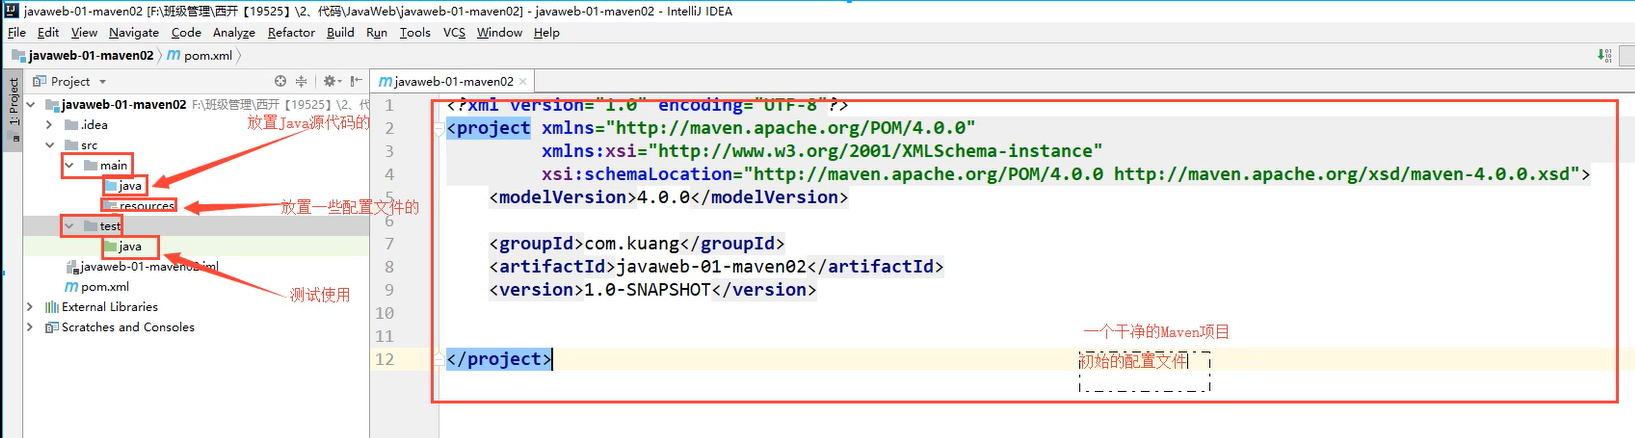 javaweb-01-maven02 [F:\班级管理\西开【19525】\2、代码\JavaWeb\javaweb-01-maven02] - javaweb-01-maven02 - IntelliJ IDEA
File Edit View Navigate Code Analyze Refactor Build Run Tools VCS Window Help
javaweb-01-maven02 pom.xml
1: Project
Project
javaweb-01-maven02 F:\班级管理\西开【19525】\2、代
.idea
放置Java源代码的
src
main
java
resources
放置一些配置文件的
test
java
javaweb-01-maven02.iml
测试使用
pom.xml
External Libraries
Scratches and Consoles
javaweb-01-maven02
1 <?xml version="1.0" encoding="UTF-8"?>
2 <project xmlns="http://maven.apache.org/POM/4.0.0"
3 xmlns:xsi="http://www.w3.org/2001/XMLSchema-instance"
4 xsi:schemaLocation="http://maven.apache.org/POM/4.0.0 http://maven.apache.org/xsd/maven-4.0.0.xsd">
5 <modelVersion>4.0.0</modelVersion>
6
7 <groupId>com.kuang</groupId>
8 <artifactId>javaweb-01-maven02</artifactId>
9 <version>1.0-SNAPSHOT</version>
10
11
12 </project>
一个干净的Maven项目
初始的配置文件